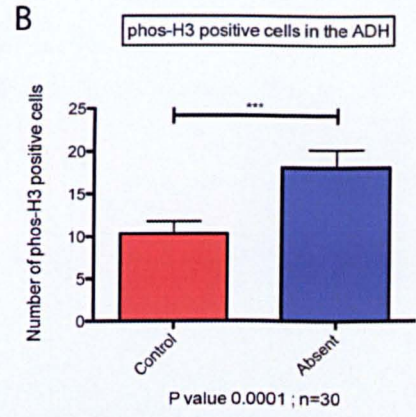 B
phos-H3 positive cells in the ADH
Number of phos-H3 positive cells
25
20
15
10
5
0
***
Control
Absent
P value 0.0001 ; n=30